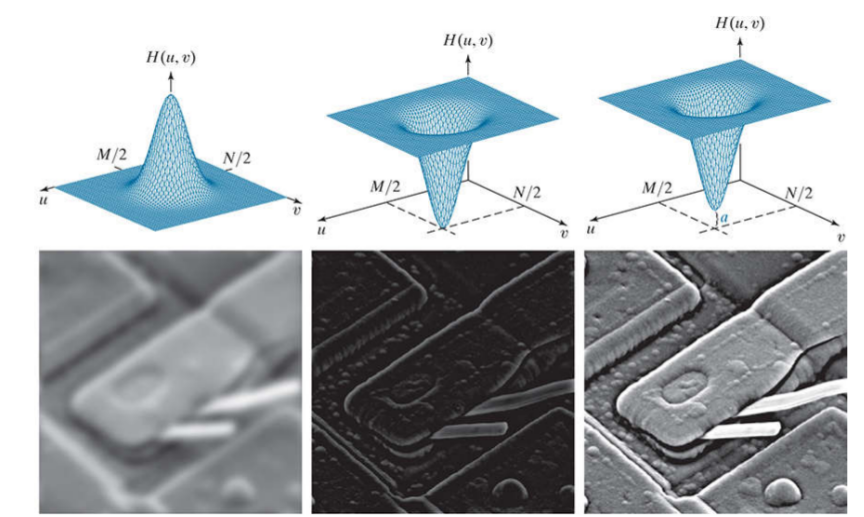 H(u, v)
M/2
N/2
u
v
H(u, v)
M/2
N/2
u
v
H(u, v)
M/2
N/2
a
u
v